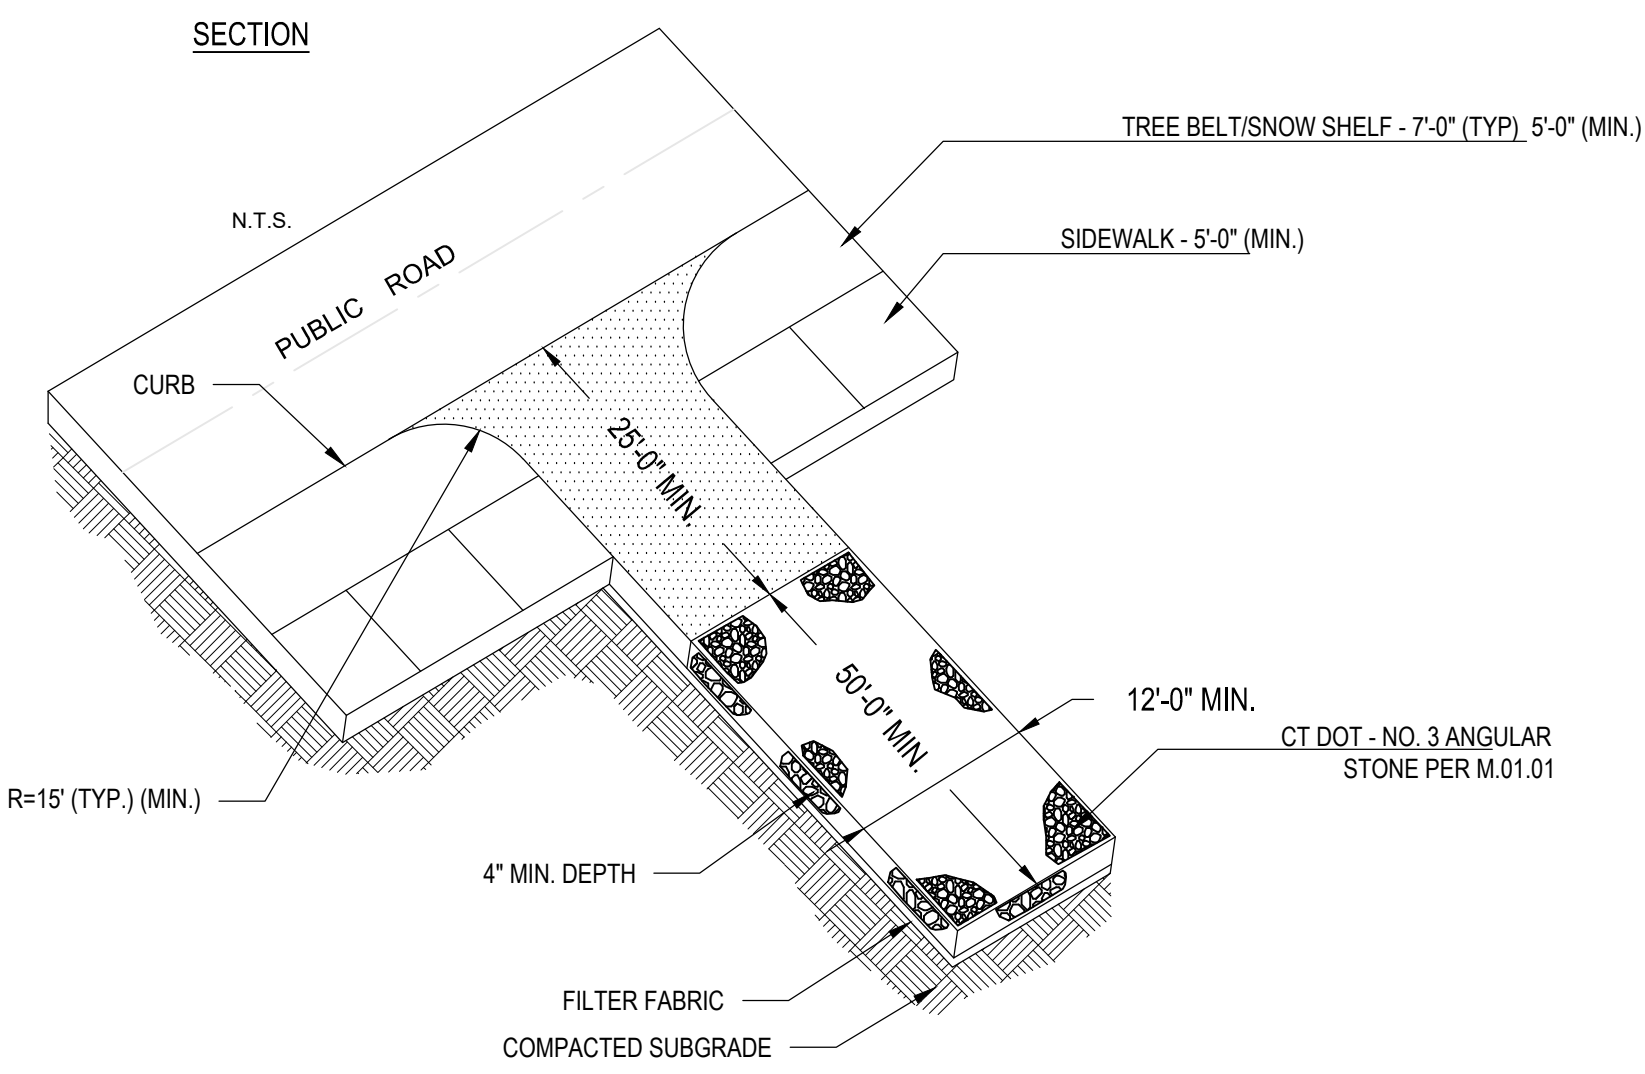 SECTION
TREE BELT/SNOW SHELF - 7'-0" (TYP) 5'-0" (MIN.)
N.T.S.
SIDEWALK - 5'-0" (MIN.)
PUBLIC ROAD
CURB
25'-0" MIN.
50'-0" MIN.
12'-0" MIN.
CT DOT - NO. 3 ANGULAR
STONE PER M.01.01
R=15' (TYP.) (MIN.)
4" MIN. DEPTH
FILTER FABRIC
COMPACTED SUBGRADE